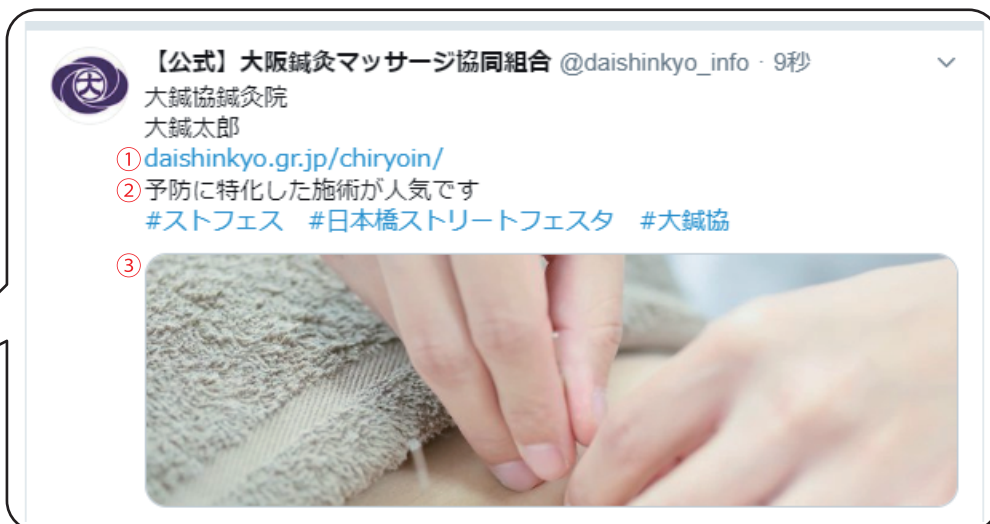 【公式】大阪鍼灸マッサージ協同組合 @daishinkyo_info · 9秒
大
大鍼協鍼灸院
大鍼太郎
①daishinkyo.gr.jp/chiryoin/
②予防に特化した施術が人気です
#ストフェス #日本橋ストリートフェスタ #大鍼協
③